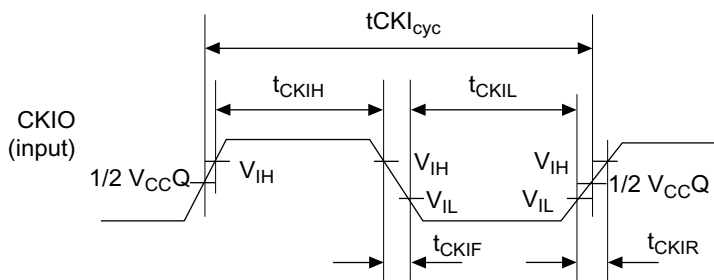 tCKIcyc
tCKIH
tCKIL
CKIO
(input)
1/2 VCCQ
VIH
VIH
VIL
VIH
VIL
1/2 VCCQ
tCKIF
tCKIR